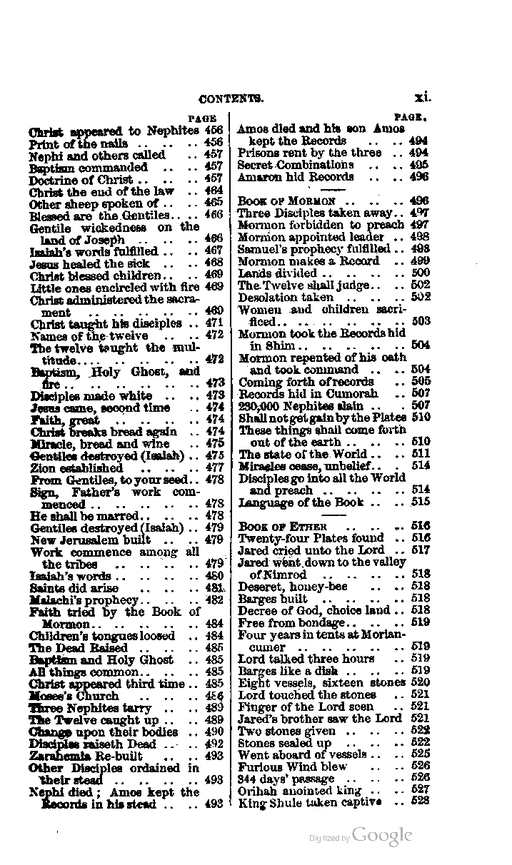 CONTENTS. xi.
PAGE
Christ appeared to Nephites 456
Print of the nails .. .. .. 456
Nephi and others called .. 457
Baptism commanded .. .. 457
Doctrine of Christ .. .. .. 457
Christ the end of the law .. 464
Other sheep spoken of .. .. 465
Blessed are the Gentiles.. .. 466
Gentile wickedness on the
land of Joseph .. .. .. 466
Isaiah's words fulfilled .. .. 467
Jesus healed the sick .. .. 468
Christ blessed children.. .. 469
Little ones encircled with fire 469
Christ administered the sacra-
ment .. .. .. .. .. 469
Christ taught his disciples .. 471
Names of the twelve .. .. 472
The twelve taught the mul-
titude.. .. .. .. .. .. 472
Baptism, Holy Ghost, and
fire .. .. .. .. .. .. 473
Disciples made white .. .. 473
Jesus came, second time .. 474
Faith, great .. .. .. .. 474
Christ breaks bread again .. 474
Miracle, bread and wine .. 475
Gentiles destroyed (Isaiah) .. 475
Zion established .. .. .. 477
From Gentiles, to your seed.. 478
Sign, Father's work com-
menced .. .. .. .. .. 478
He shall be marred.. .. .. 478
Gentiles destroyed (Isaiah) .. 479
New Jerusalem built .. .. 479
Work commence among all
the tribes .. .. .. .. 479
Isaiah's words .. .. .. .. 480
Saints did arise .. .. .. 481
Malachi's prophecy.. .. .. 482
Faith tried by the Book of
Mormon.. .. .. .. .. 484
Children's tongues loosed .. 484
The Dead Raised .. .. .. 485
Baptism and Holy Ghost .. 485
All things common.. .. .. 485
Christ appeared third time .. 485
Moses's Church .. .. .. 486
Three Nephites tarry .. .. 489
The Twelve caught up .. .. 489
Change upon their bodies .. 490
Disciples raiseth Dead .. .. 492
Zarahemla Re-built .. .. 493
Other Disciples ordained in
their stead .. .. .. .. 493
Nephi died; Amos kept the
Records in his stead .. .. 493
PAGE.
Amos died and his son Amos
kept the Records .. .. 494
Prisons rent by the three .. 494
Secret Combinations .. .. 495
Amaron hid Records .. .. 496
BOOK OF MORMON .. .. .. 496
Three Disciples taken away.. 497
Mormon forbidden to preach 497
Mormon appointed leader .. 498
Samuel's prophecy fulfilled .. 498
Mormon makes a Record .. 499
Lands divided .. .. .. .. 500
The Twelve shall judge.. .. 502
Desolation taken .. .. .. 502
Women and children sacri-
ficed.. .. .. .. .. .. 503
Mormon took the Records hid
in Shim .. .. .. .. .. 504
Mormon repented of his oath
and took command .. .. 504
Coming forth of records .. 505
Records hid in Cumorah .. 507
230,000 Nephites slain .. .. 507
Shall not get gain by the Plates 510
These things shall come forth
out of the earth .. .. .. 510
The state of the World .. .. 511
Miracles cease, unbelief.. . 514
Disciples go into all the World
and preach .. .. .. .. 514
Language of the Book .. .. 515
BOOK OF ETHER .. .. .. 516
Twenty-four Plates found .. 516
Jared cried unto the Lord .. 517
Jared went down to the valley
of Nimrod .. .. .. .. 518
Deseret, honey-bee .. .. 518
Barges built .. .. .. .. 518
Decree of God, choice land .. 518
Free from bondage.. .. .. 519
Four years in tents at Morian-
cumer .. .. .. .. .. 519
Lord talked three hours .. 519
Barges like a dish .. .. .. 519
Eight vessels, sixteen stones 520
Lord touched the stones .. 521
Finger of the Lord seen .. 521
Jared's brother saw the Lord 521
Two stones given .. .. .. 522
Stones sealed up .. .. .. 522
Went aboard of vessels .. .. 525
Furious Wind blew .. .. 526
344 days' passage .. .. .. 526
Orihah anointed king .. .. 527
King Shule taken captive .. 528
Digitized by Google